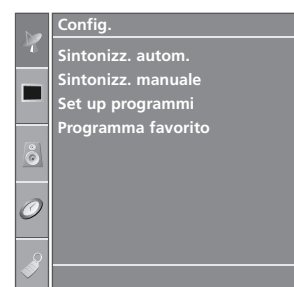 Config.
Sintonizz. autom.
Sintonizz. manuale
Set up programmi
Programma favorito